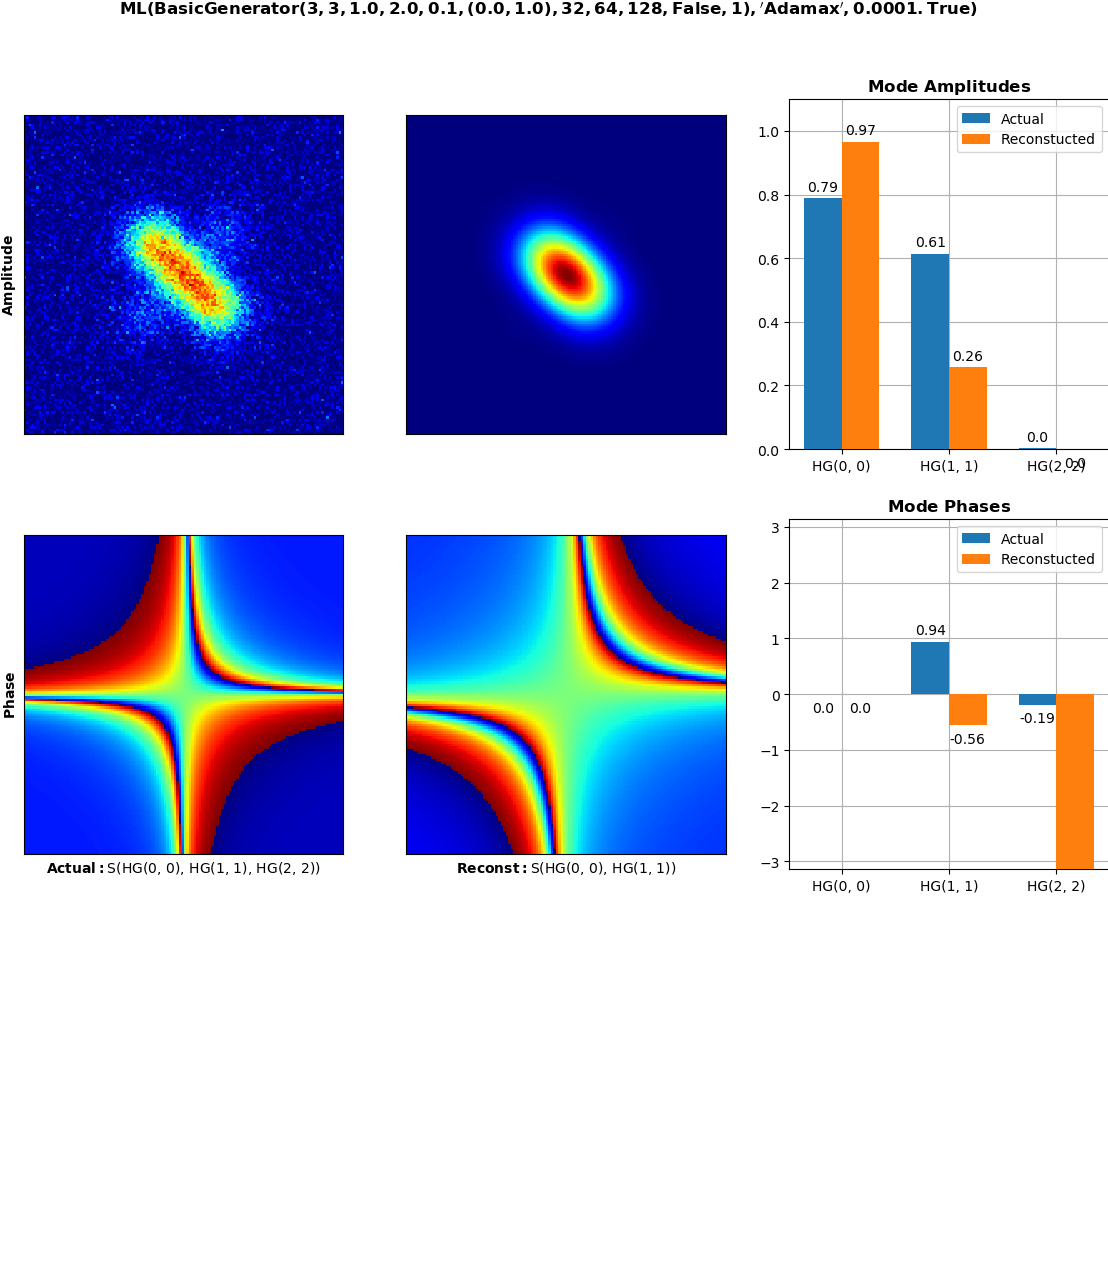 ML(BasicGenerator(3, 3, 1.0, 2.0, 0.1, (0.0, 1.0), 32, 64, 128, False, 1), 'Adamax', 0.0001. True)
Amplitude
Mode Amplitudes
Actual
Reconstucted
1.0
0.8
0.6
0.4
0.2
0.0
0.79
0.97
0.61
0.26
0.0
0.0
HG(0, 0)
HG(1, 1)
HG(2, 2)
Phase
Actual: S(HG(0, 0), HG(1, 1), HG(2, 2))
Reconst: S(HG(0, 0), HG(1, 1))
Mode Phases
Actual
Reconstucted
3
2
1
0
−1
−2
−3
0.0
0.0
0.94
-0.56
-0.19
HG(0, 0)
HG(1, 1)
HG(2, 2)